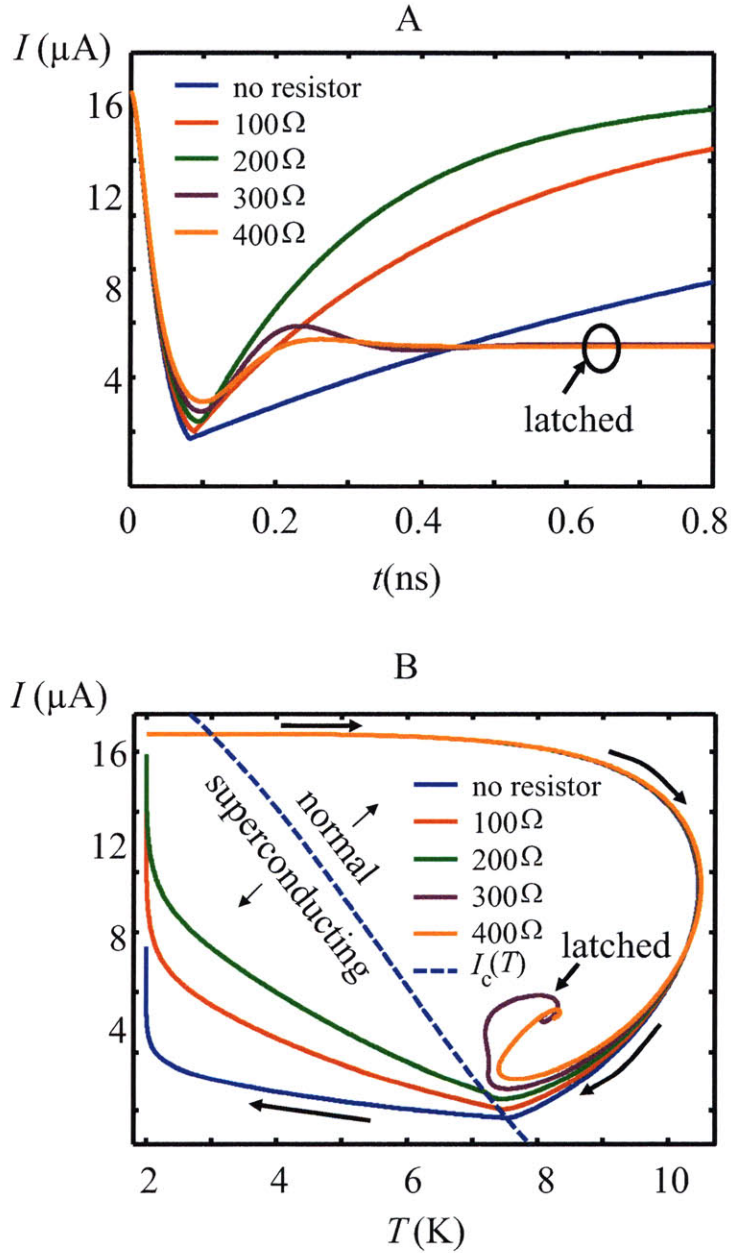 A
I (μA)
no resistor
100Ω
200Ω
300Ω
400Ω
16
12
8
4
latched
0 0.2 0.4 0.6 0.8
t(ns)
B
I (μA)
16
12
8
4
superconducting
normal
no resistor
100Ω
200Ω
300Ω
400Ω
Ic(T)
latched
2 4 6 8 10
T(K)